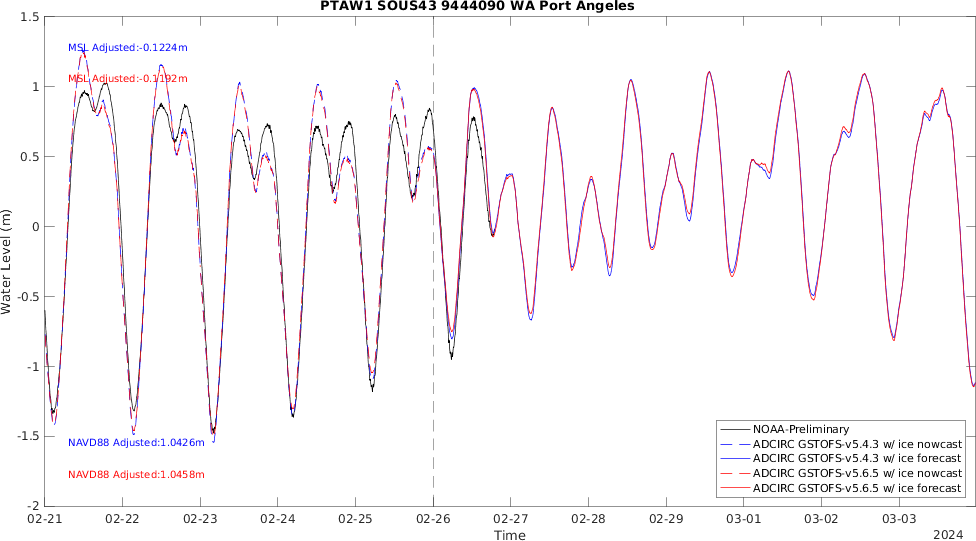 PTAW1 SOUS43 9444090 WA Port Angeles
1.5
1
0.5
0
-0.5
-1
-1.5
-2
Water Level (m)
MSL Adjusted:-0.1224m
MSL Adjusted:-0.1192m
NAVD88 Adjusted:1.0426m
NAVD88 Adjusted:1.0458m
NOAA-Preliminary
ADCIRC GSTOFS-v5.4.3 w/ ice nowcast
ADCIRC GSTOFS-v5.4.3 w/ ice forecast
ADCIRC GSTOFS-v5.6.5 w/ ice nowcast
ADCIRC GSTOFS-v5.6.5 w/ ice forecast
02-21 02-22 02-23 02-24 02-25 02-26 02-27 02-28 02-29 03-01 03-02 03-03
Time
2024